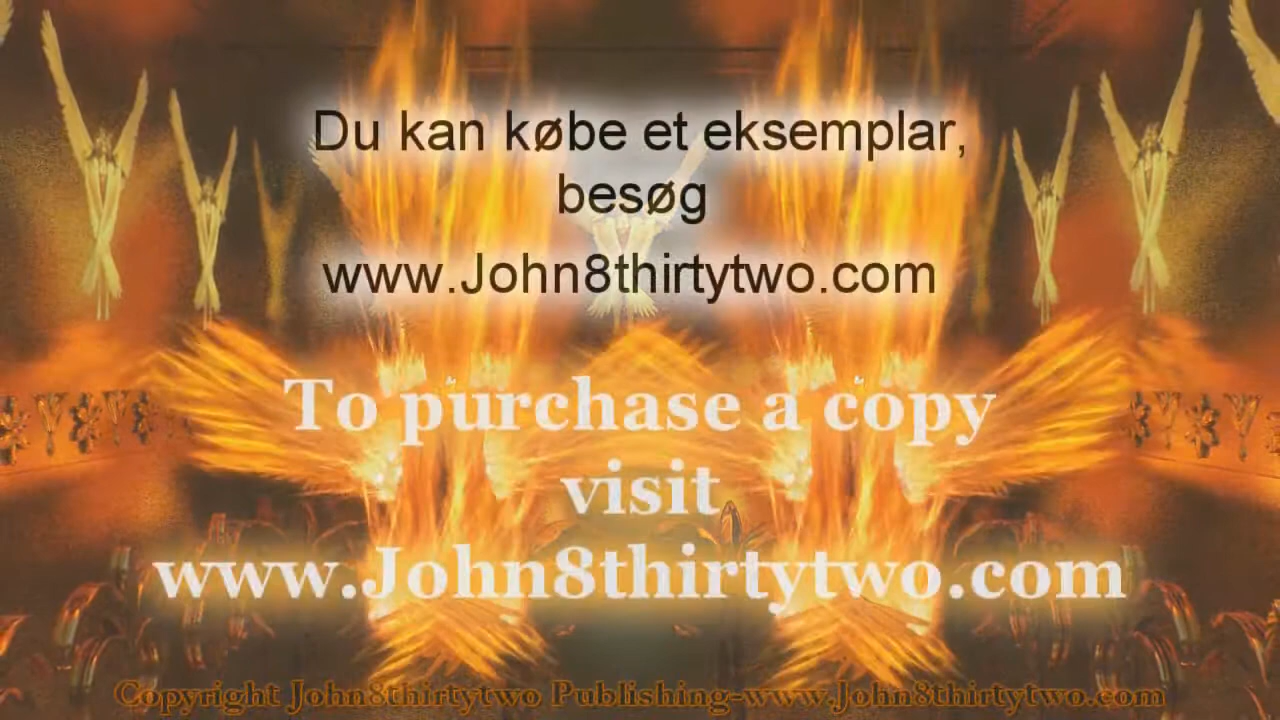 Du kan købe et eksemplar,
besøg
www.John8thirtytwo.com
To purchase a copy
visit
www.John8thirtytwo.com
Copyright John8thirtytwo Publishing-www.John8thirtytwo.com